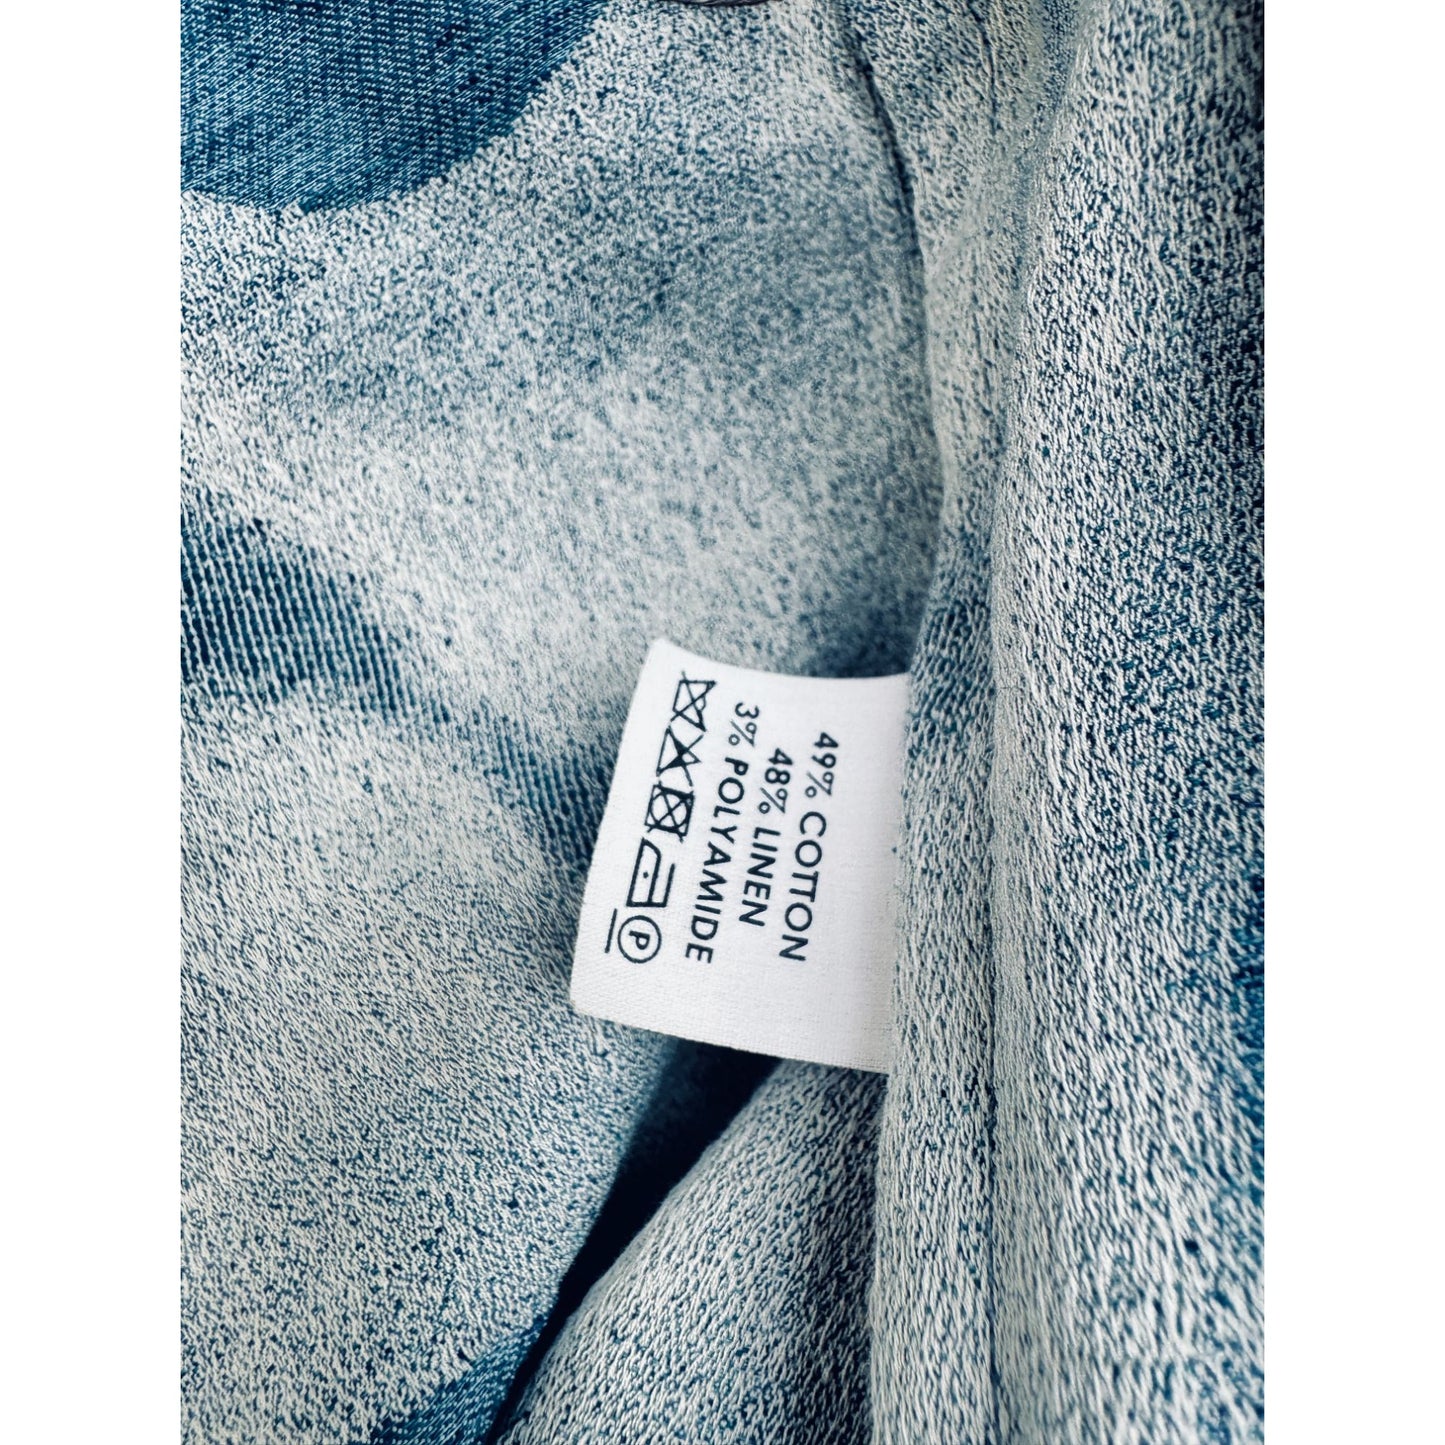 49% COTTON
48% LINEN
3% POLYAMIDE
P